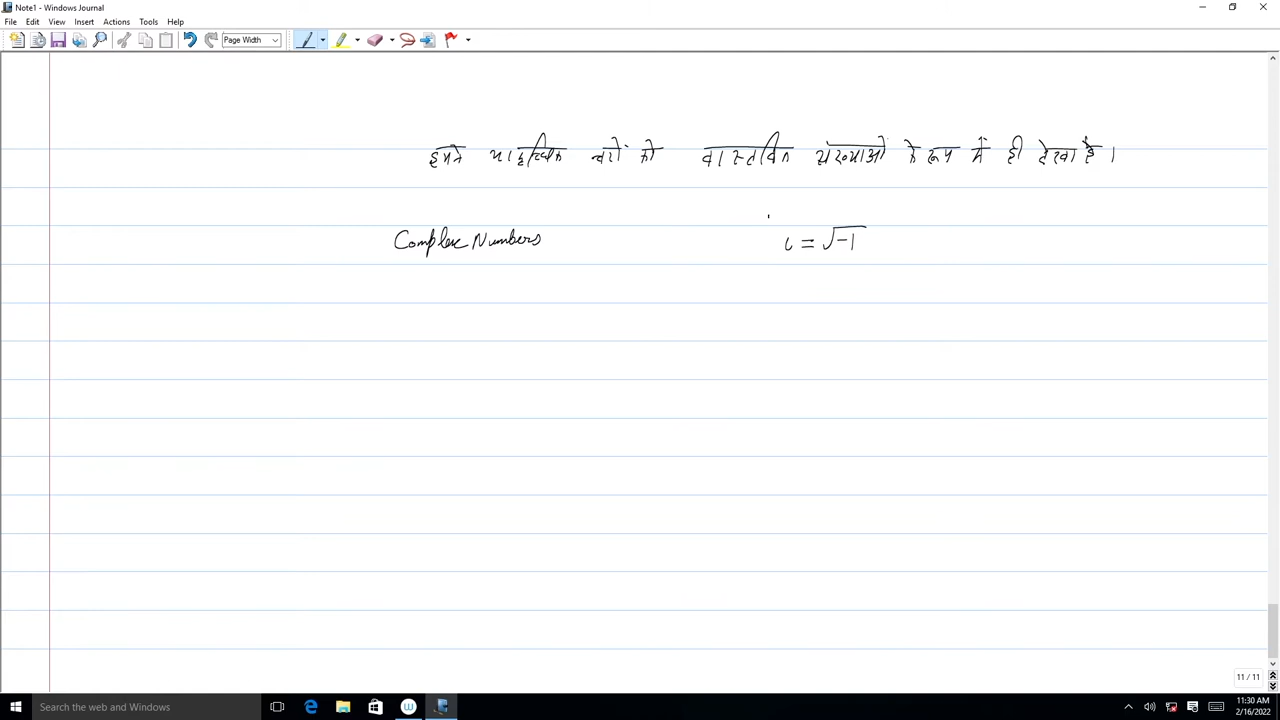 Note1 - Windows Journal
File Edit View Insert Actions Tools Help
Page Width
हमने यादृच्छिक चरों को वास्तविक संख्याओं के रूप में ही देखा है ।
Complex Numbers i = √-1
11 / 11
Search the web and Windows
11:30 AM
2/16/2022